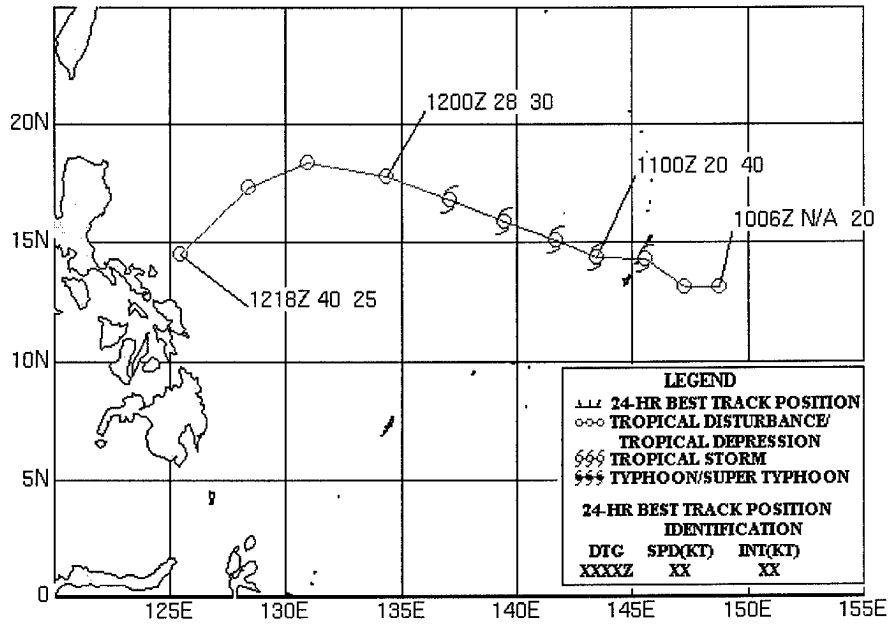 1200Z 28 30
20N
1100Z 20 40
1006Z N/A 20
15N
1218Z 40 25
10N
LEGEND
24-HR BEST TRACK POSITION
TROPICAL DISTURBANCE/
TROPICAL DEPRESSION
TROPICAL STORM
TYPHOON/SUPER TYPHOON
5N
24-HR BEST TRACK POSITION
IDENTIFICATION
DTG SPD(KT) INT(KT)
XXXXZ XX XX
0
125E 130E 135E 140E 145E 150E 155E